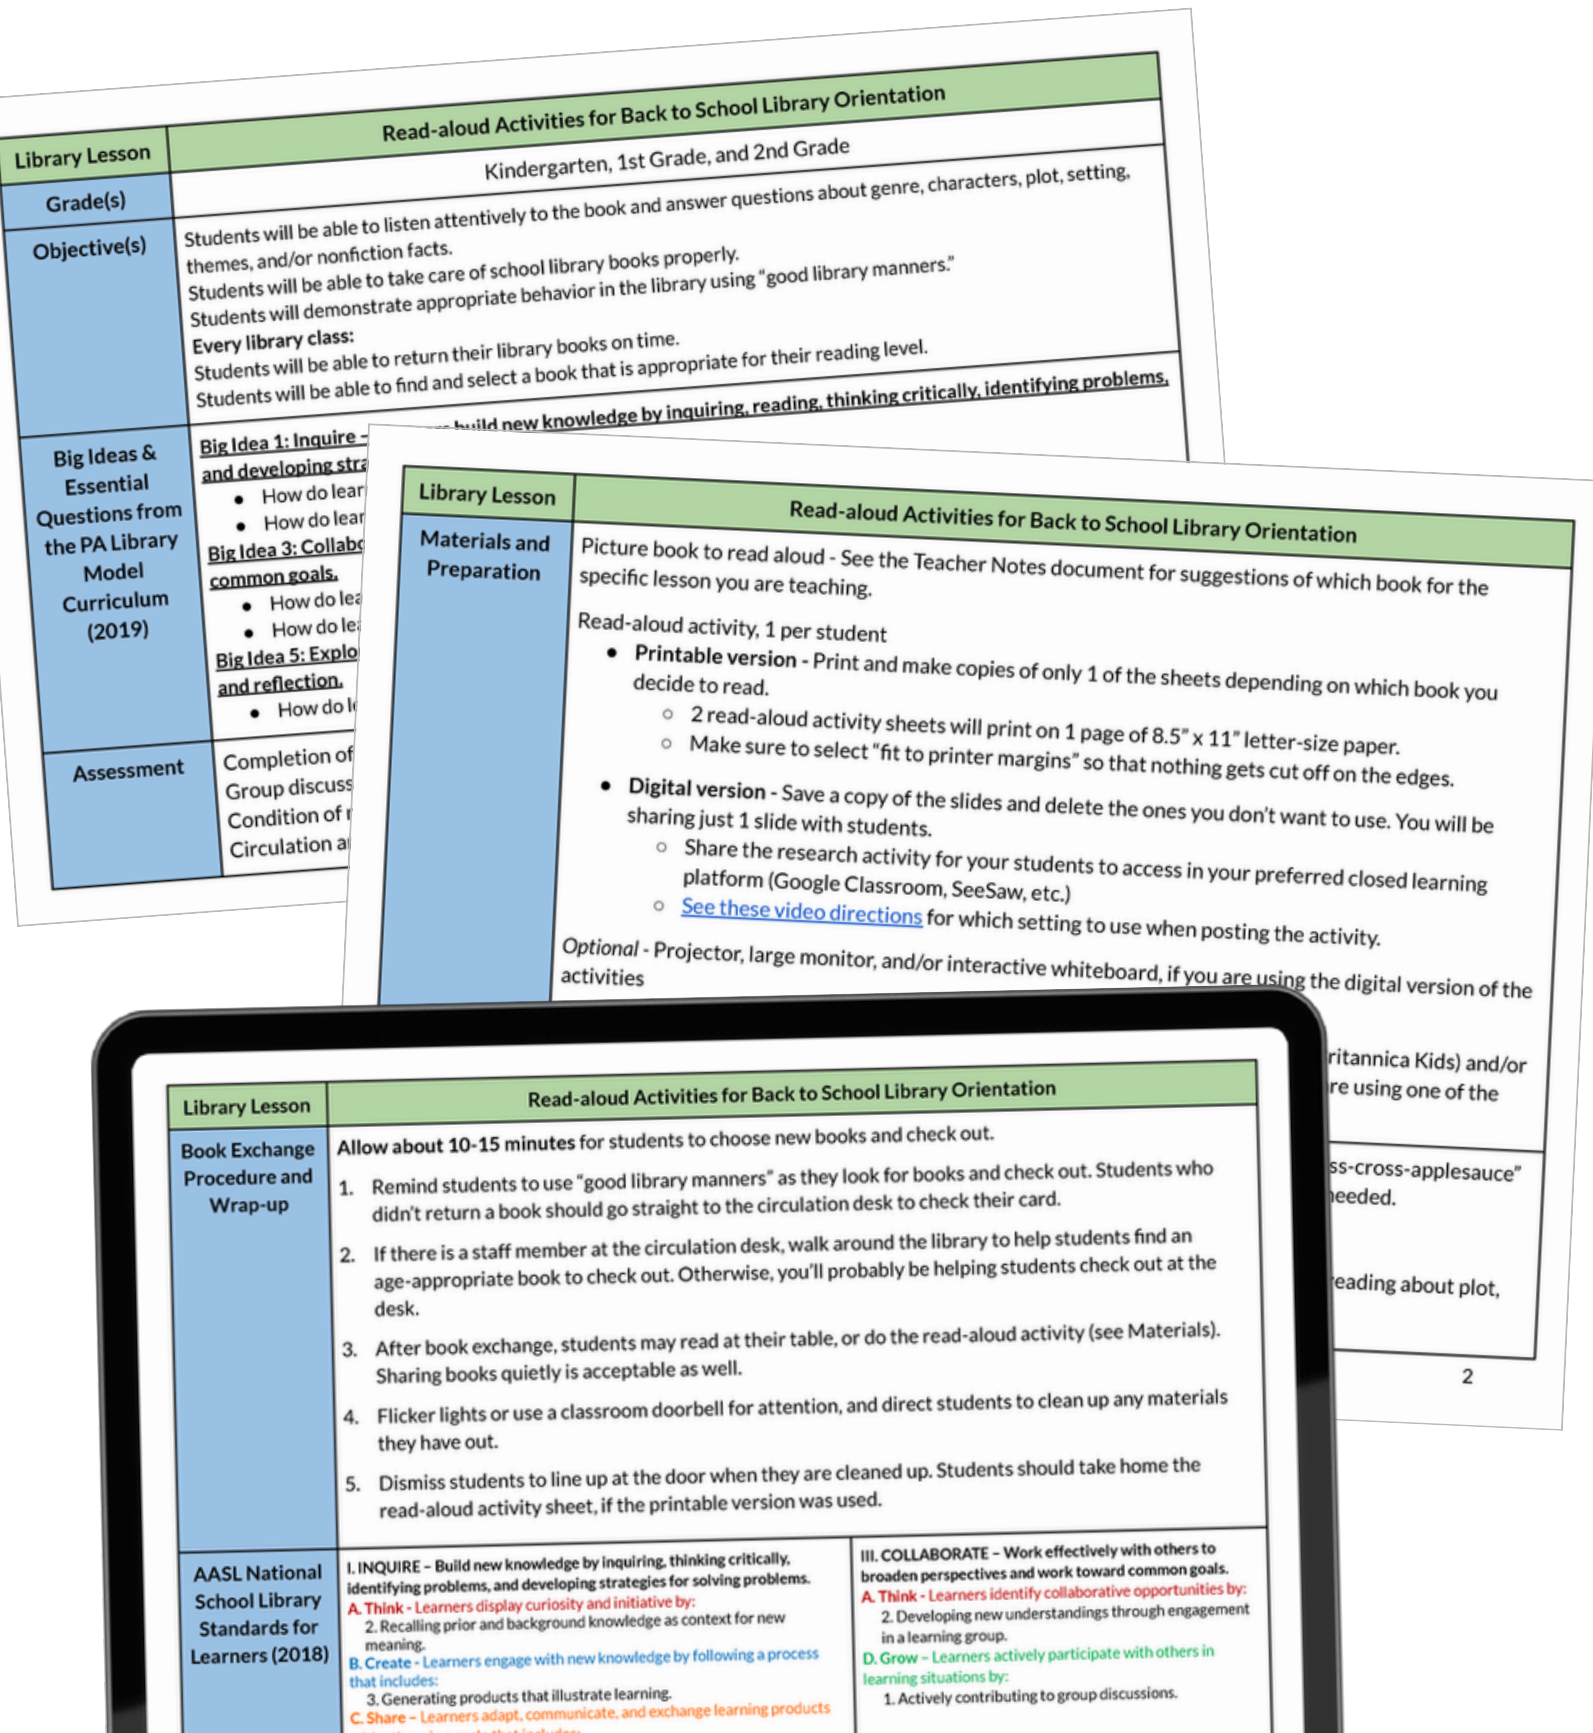 Library Lesson
Read-aloud Activities for Back to School Library Orientation
Grade(s)
Kindergarten, 1st Grade, and 2nd Grade
Objective(s)
Students will be able to listen attentively to the book and answer questions about genre, characters, plot, setting,
themes, and/or nonfiction facts.
Students will be able to take care of school library books properly.
Students will demonstrate appropriate behavior in the library using “good library manners.”
Every library class:
Students will be able to return their library books on time.
Students will be able to find and select a book that is appropriate for their reading level.
Big Ideas &
Essential
Questions from
the PA Library
Model
Curriculum
(2019)
Big Idea 1: Inquire – build new knowledge by inquiring, reading, thinking critically, identifying problems,
and developing
● How do
● How do
Big Idea 3:
common goals.
● How do
● How do
Big Idea 5:
and reflection.
● How do
Assessment
Completion of
Group
Condition of
Circulation
Library Lesson
Read-aloud Activities for Back to School Library Orientation
Materials and
Preparation
Picture book to read aloud - See the Teacher Notes document for suggestions of which book for the
specific lesson you are teaching.
Read-aloud activity, 1 per student
● Printable version - Print and make copies of only 1 of the sheets depending on which book you
decide to read.
○ 2 read-aloud activity sheets will print on 1 page of 8.5” x 11” letter-size paper.
○ Make sure to select “fit to printer margins” so that nothing gets cut off on the edges.
● Digital version - Save a copy of the slides and delete the ones you don’t want to use. You will be
sharing just 1 slide with students.
○ Share the research activity for your students to access in your preferred closed learning
platform (Google Classroom, SeeSaw, etc.)
○ See these video directions for which setting to use when posting the activity.
Optional - Projector, large monitor, and/or interactive whiteboard, if you are using the digital version of the
activities
Kids) and/or
using one of the
needed.
reading about plot,
2
Library Lesson
Read-aloud Activities for Back to School Library Orientation
Book Exchange
Procedure and
Wrap-up
Allow about 10-15 minutes for students to choose new books and check out.
1. Remind students to use “good library manners” as they look for books and check out. Students who
didn’t return a book should go straight to the circulation desk to check their card.
2. If there is a staff member at the circulation desk, walk around the library to help students find an
age-appropriate book to check out. Otherwise, you’ll probably be helping students check out at the
desk.
3. After book exchange, students may read at their table, or do the read-aloud activity (see Materials).
Sharing books quietly is acceptable as well.
4. Flicker lights or use a classroom doorbell for attention, and direct students to clean up any materials
they have out.
5. Dismiss students to line up at the door when they are cleaned up. Students should take home the
read-aloud activity sheet, if the printable version was used.
AASL National
School Library
Standards for
Learners (2018)
I. INQUIRE – Build new knowledge by inquiring, thinking critically,
identifying problems, and developing strategies for solving problems.
A. Think - Learners display curiosity and initiative by:
2. Recalling prior and background knowledge as context for new
meaning.
B. Create - Learners engage with new knowledge by following a process
that includes:
3. Generating products that illustrate learning.
C. Share – Learners adapt, communicate, and exchange learning products
III. COLLABORATE – Work effectively with others to
broaden perspectives and work toward common goals.
A. Think - Learners identify collaborative opportunities by:
2. Developing new understandings through engagement
in a learning group.
D. Grow – Learners actively participate with others in
learning situations by:
1. Actively contributing to group discussions.